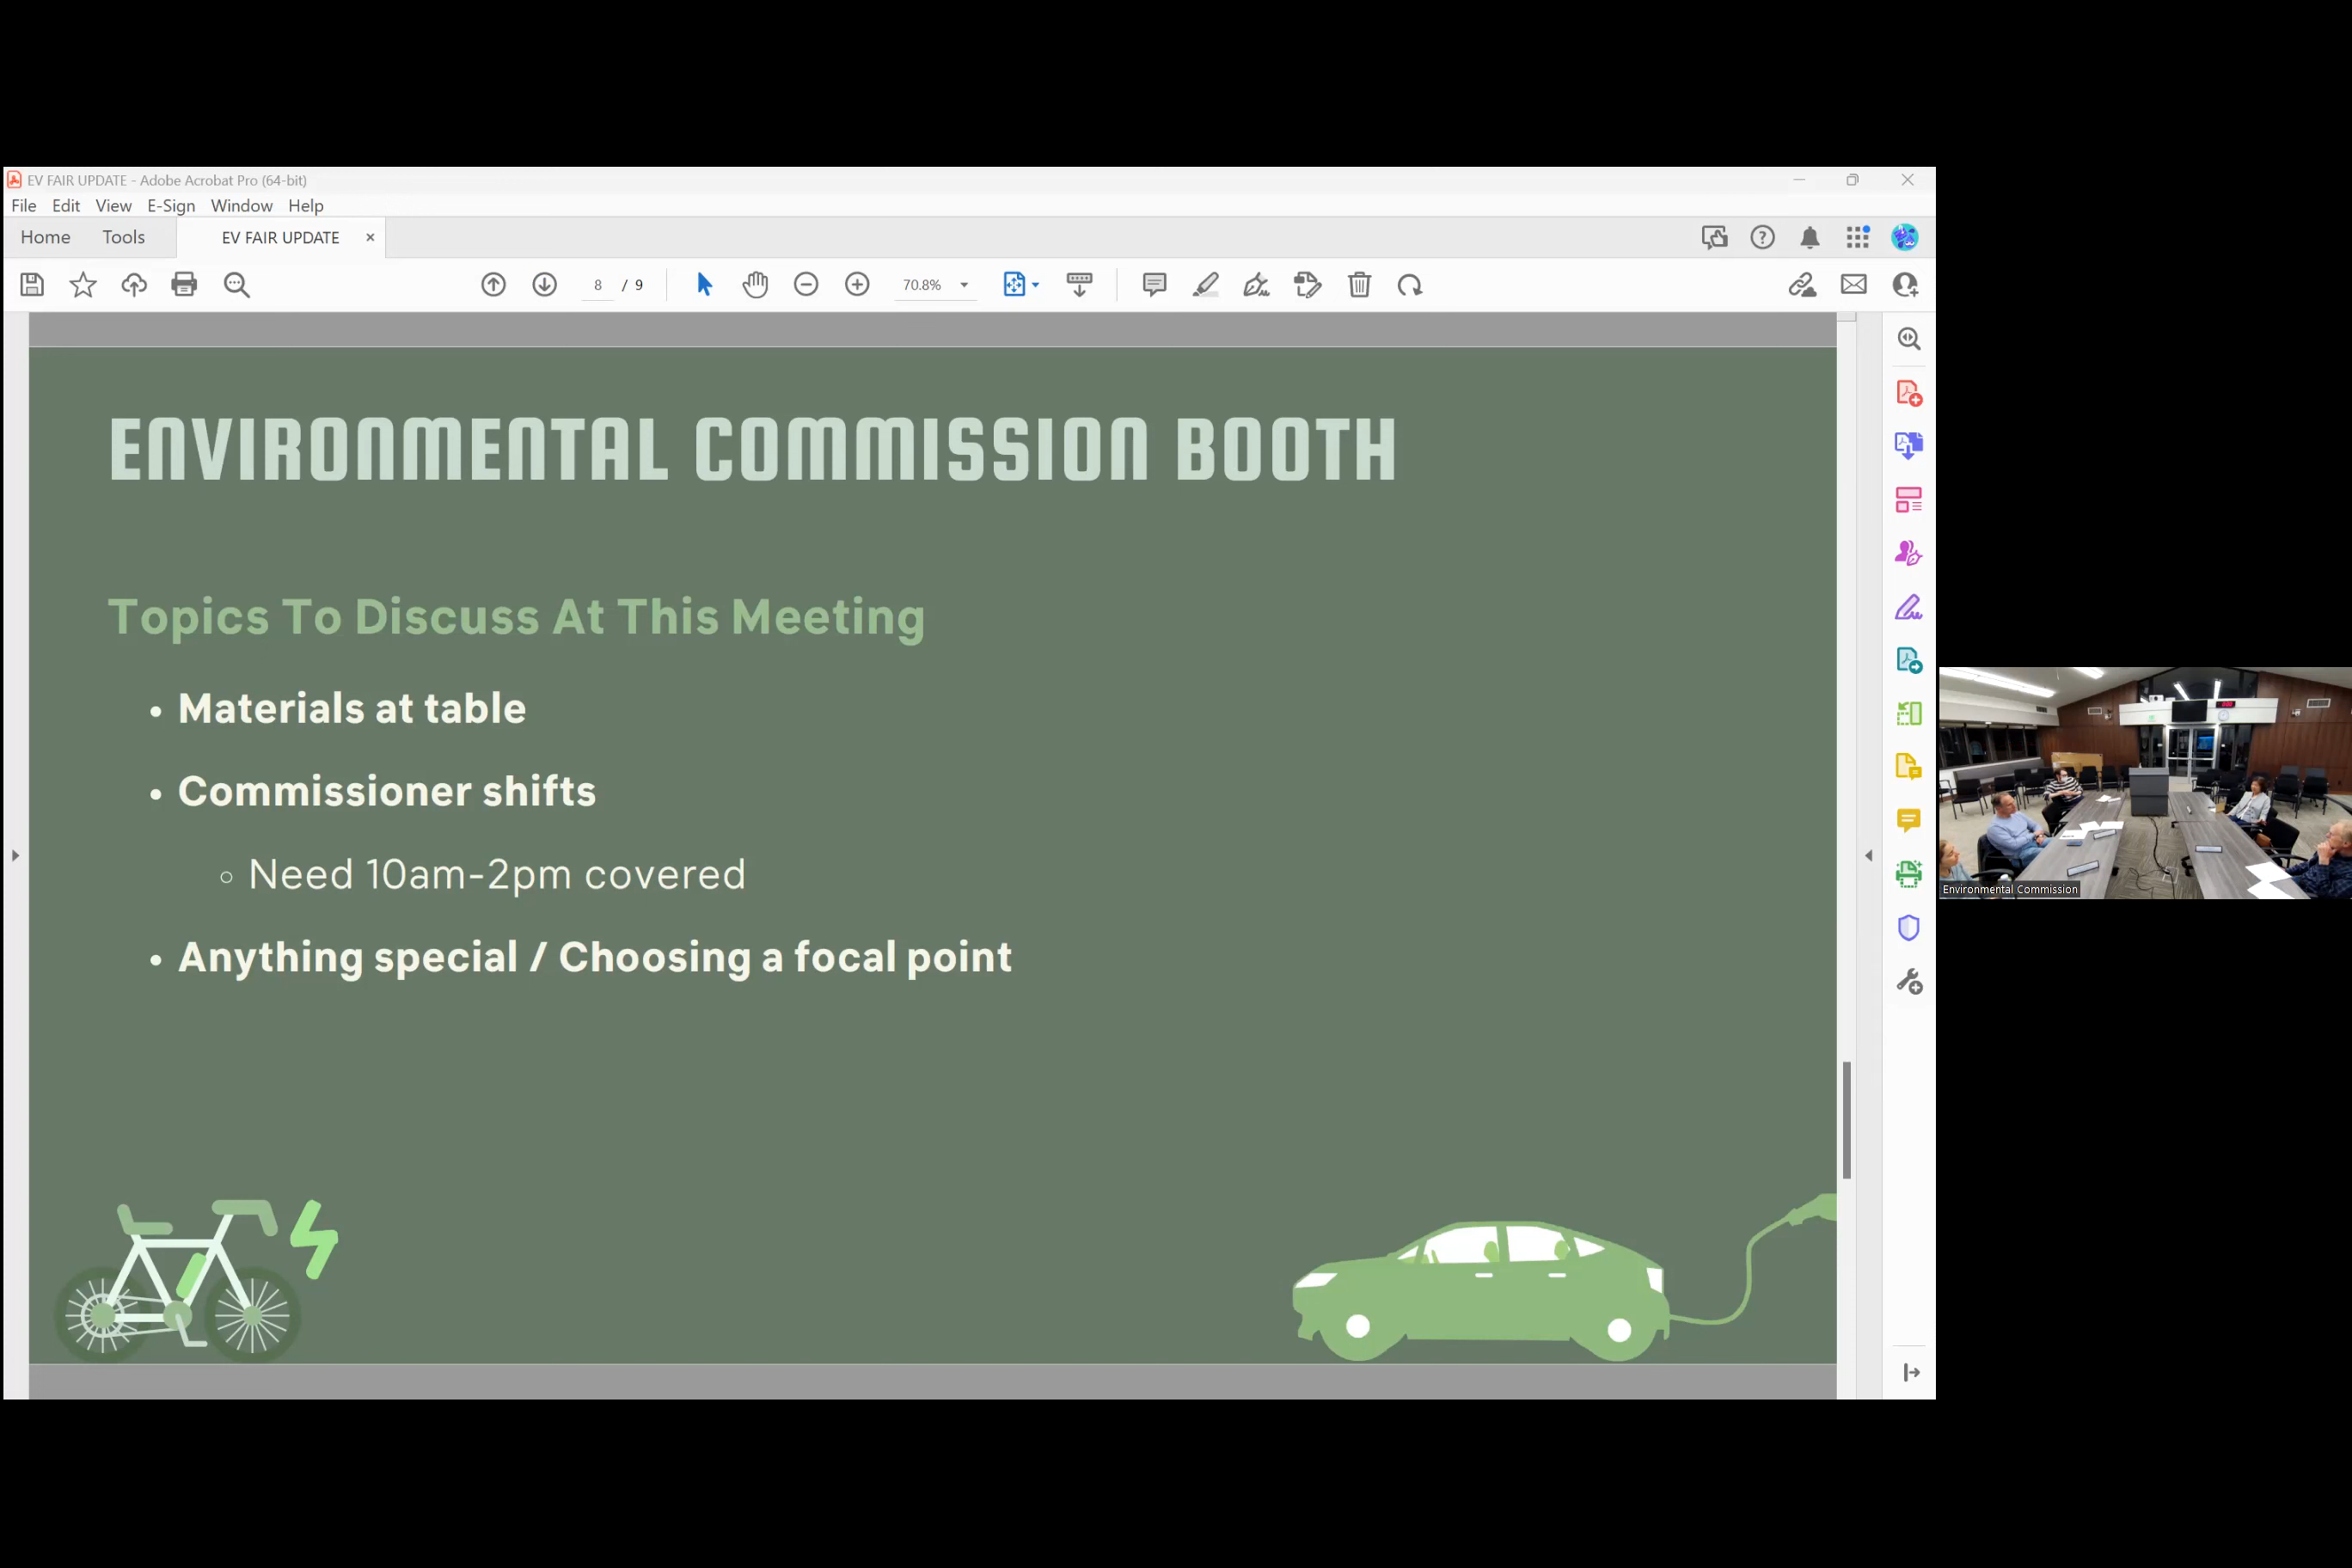 EV FAIR UPDATE - Adobe Acrobat Pro (64-bit)
File Edit View E-Sign Window Help
Home Tools EV FAIR UPDATE
8 / 9 70.8%
ENVIRONMENTAL COMMISSION BOOTH
Topics To Discuss At This Meeting
• Materials at table
• Commissioner shifts
○ Need 10am-2pm covered
• Anything special / Choosing a focal point
Environmental Commission